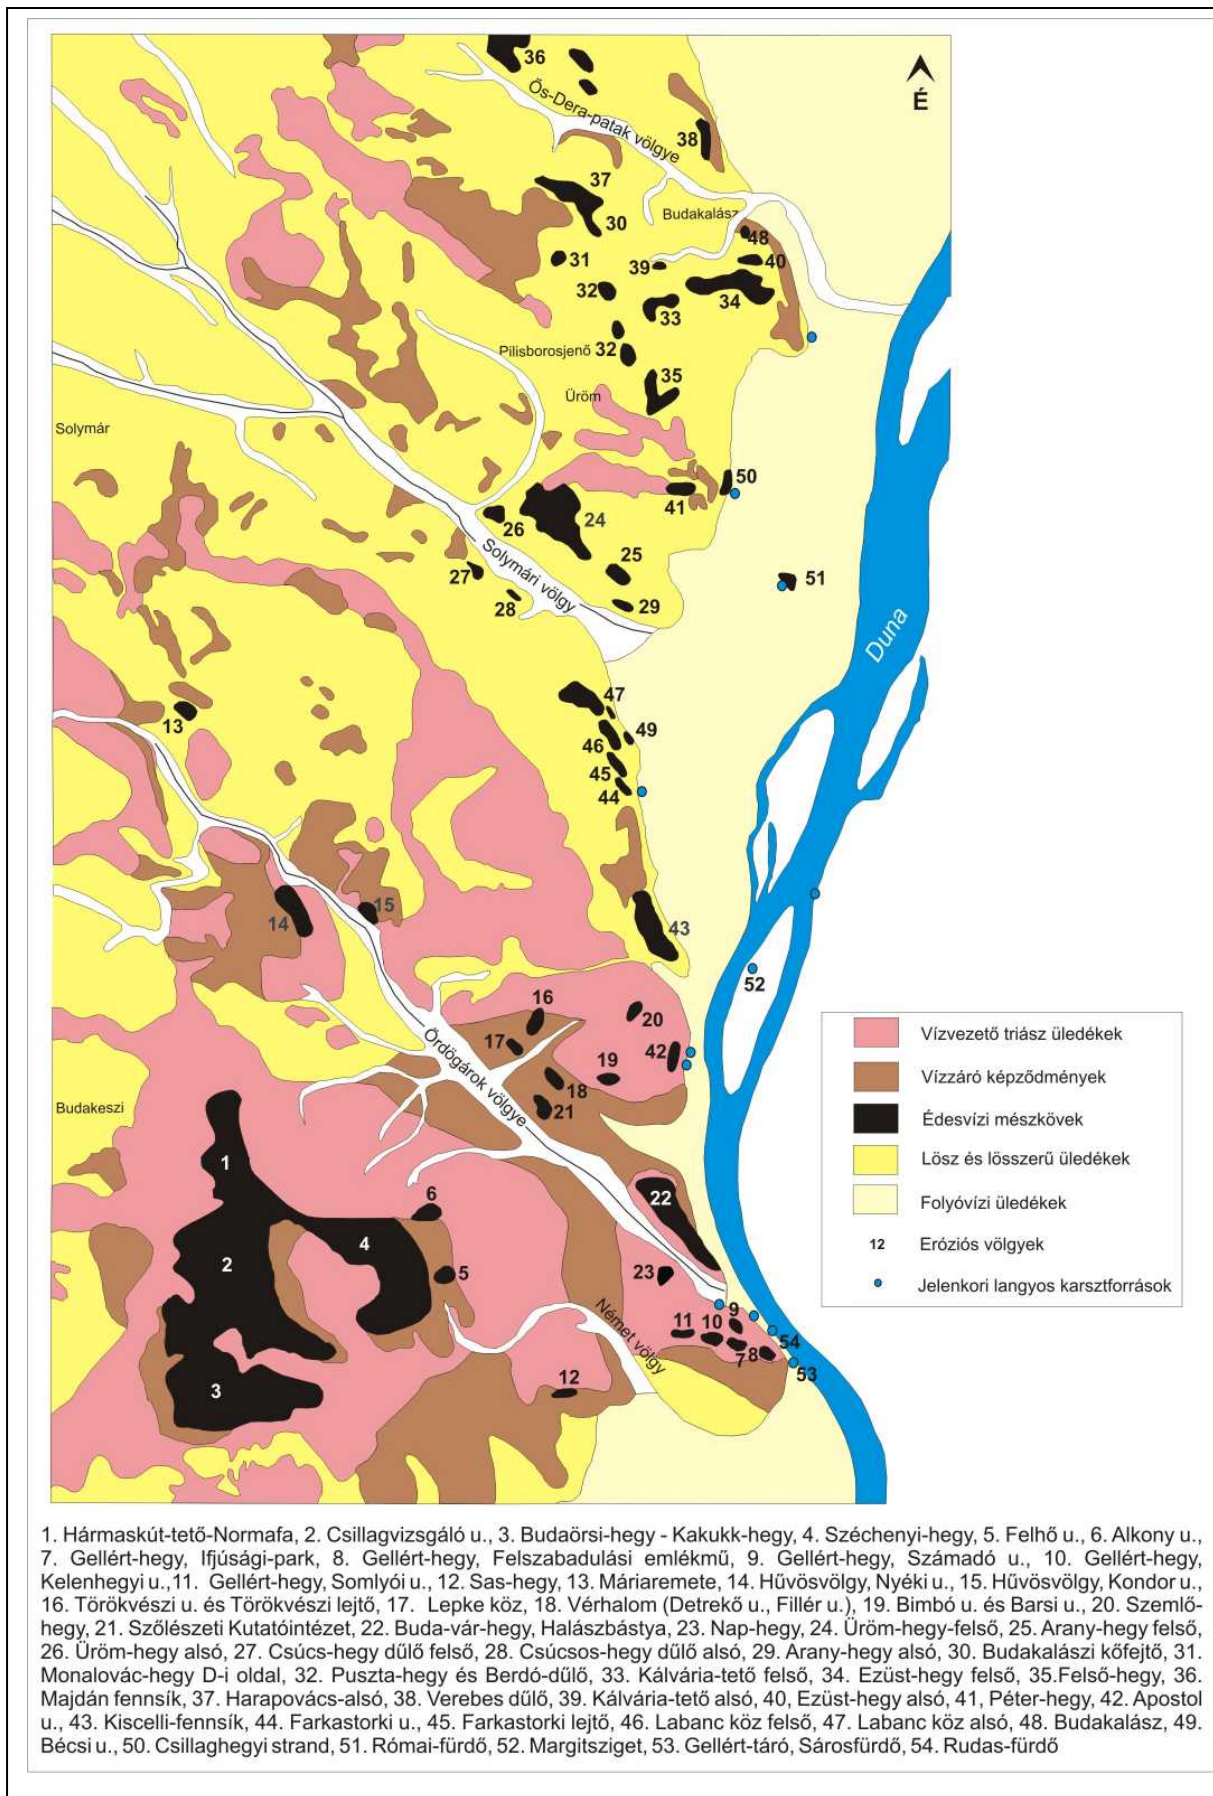 36
É
Ős-Dera-patak völgye
38
37
Budakalász
30
48
31
39
40
32
34
33
Pilisborosjenő
32
35
Üröm
Solymár
50
41
26
24
Solymári völgy
25
27
51
28
29
Duna
47
13
49
46
45
44
15
14
43
52
16
20
17
42
19
Ördögárok völgye
18
21
Budakeszi
1
6
22
4
2
5
23
Német völgy
9
11
10
54
7
8
53
12
3
Vízvezető triász üledékek
Vízzáró képződmények
Édesvízi mészkövek
Lösz és lösszerű üledékek
Folyóvízi üledékek
12 Eróziós völgyek
Jelenkori langyos karsztforrások
1. Hármaskút-tető-Normafa, 2. Csillagvizsgáló u., 3. Budaörsi-hegy - Kakukk-hegy, 4. Széchenyi-hegy, 5. Felhő u., 6. Alkony u.,
7. Gellért-hegy, Ifjúsági-park, 8. Gellért-hegy, Felszabadulási emlékmű, 9. Gellért-hegy, Számadó u., 10. Gellért-hegy,
Kelenhegyi u.,11. Gellért-hegy, Somlyói u., 12. Sas-hegy, 13. Máriaremete, 14. Hűvösvölgy, Nyéki u., 15. Hűvösvölgy, Kondor u.,
16. Törökvészi u. és Törökvészi lejtő, 17. Lepke köz, 18. Vérhalom (Detrekő u., Fillér u.), 19. Bimbó u. és Barsi u., 20. Szemlő-
hegy, 21. Szőlészeti Kutatóintézet, 22. Buda-vár-hegy, Halászbástya, 23. Nap-hegy, 24. Üröm-hegy-felső, 25. Arany-hegy felső,
26. Üröm-hegy alsó, 27. Csúcs-hegy dűlő felső, 28. Csúcsos-hegy dűlő alsó, 29. Arany-hegy alsó, 30. Budakalászi kőfejtő, 31.
Monalovác-hegy D-i oldal, 32. Puszta-hegy és Berdó-dűlő, 33. Kálvária-tető felső, 34. Ezüst-hegy felső, 35.Felső-hegy, 36.
Majdán fennsík, 37. Harapovács-alsó, 38. Verebes dűlő, 39. Kálvária-tető alsó, 40, Ezüst-hegy alsó, 41, Péter-hegy, 42. Apostol
u., 43. Kiscelli-fennsík, 44. Farkastorki u., 45. Farkastorki lejtő, 46. Labanc köz felső, 47. Labanc köz alsó, 48. Budakalász, 49.
Bécsi u., 50. Csillaghegyi strand, 51. Római-fürdő, 52. Margitsziget, 53. Gellért-táró, Sárosfürdő, 54. Rudas-fürdő